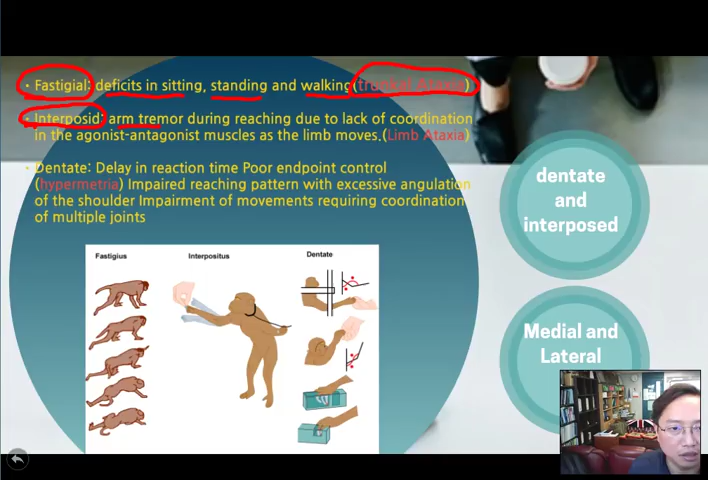 • Fastigial: deficits in sitting, standing and walking(truncal Ataxia)
• Interposid: arm tremor during reaching due to lack of coordination
in the agonist-antagonist muscles as the limb moves.(Limb Ataxia)
• Dentate: Delay in reaction time Poor endpoint control
(hypermetria) Impaired reaching pattern with excessive angulation
of the shoulder Impairment of movements requiring coordination
of multiple joints
Fastigius
Interpositus
Dentate
dentate
and
interposed
Medial and
Lateral